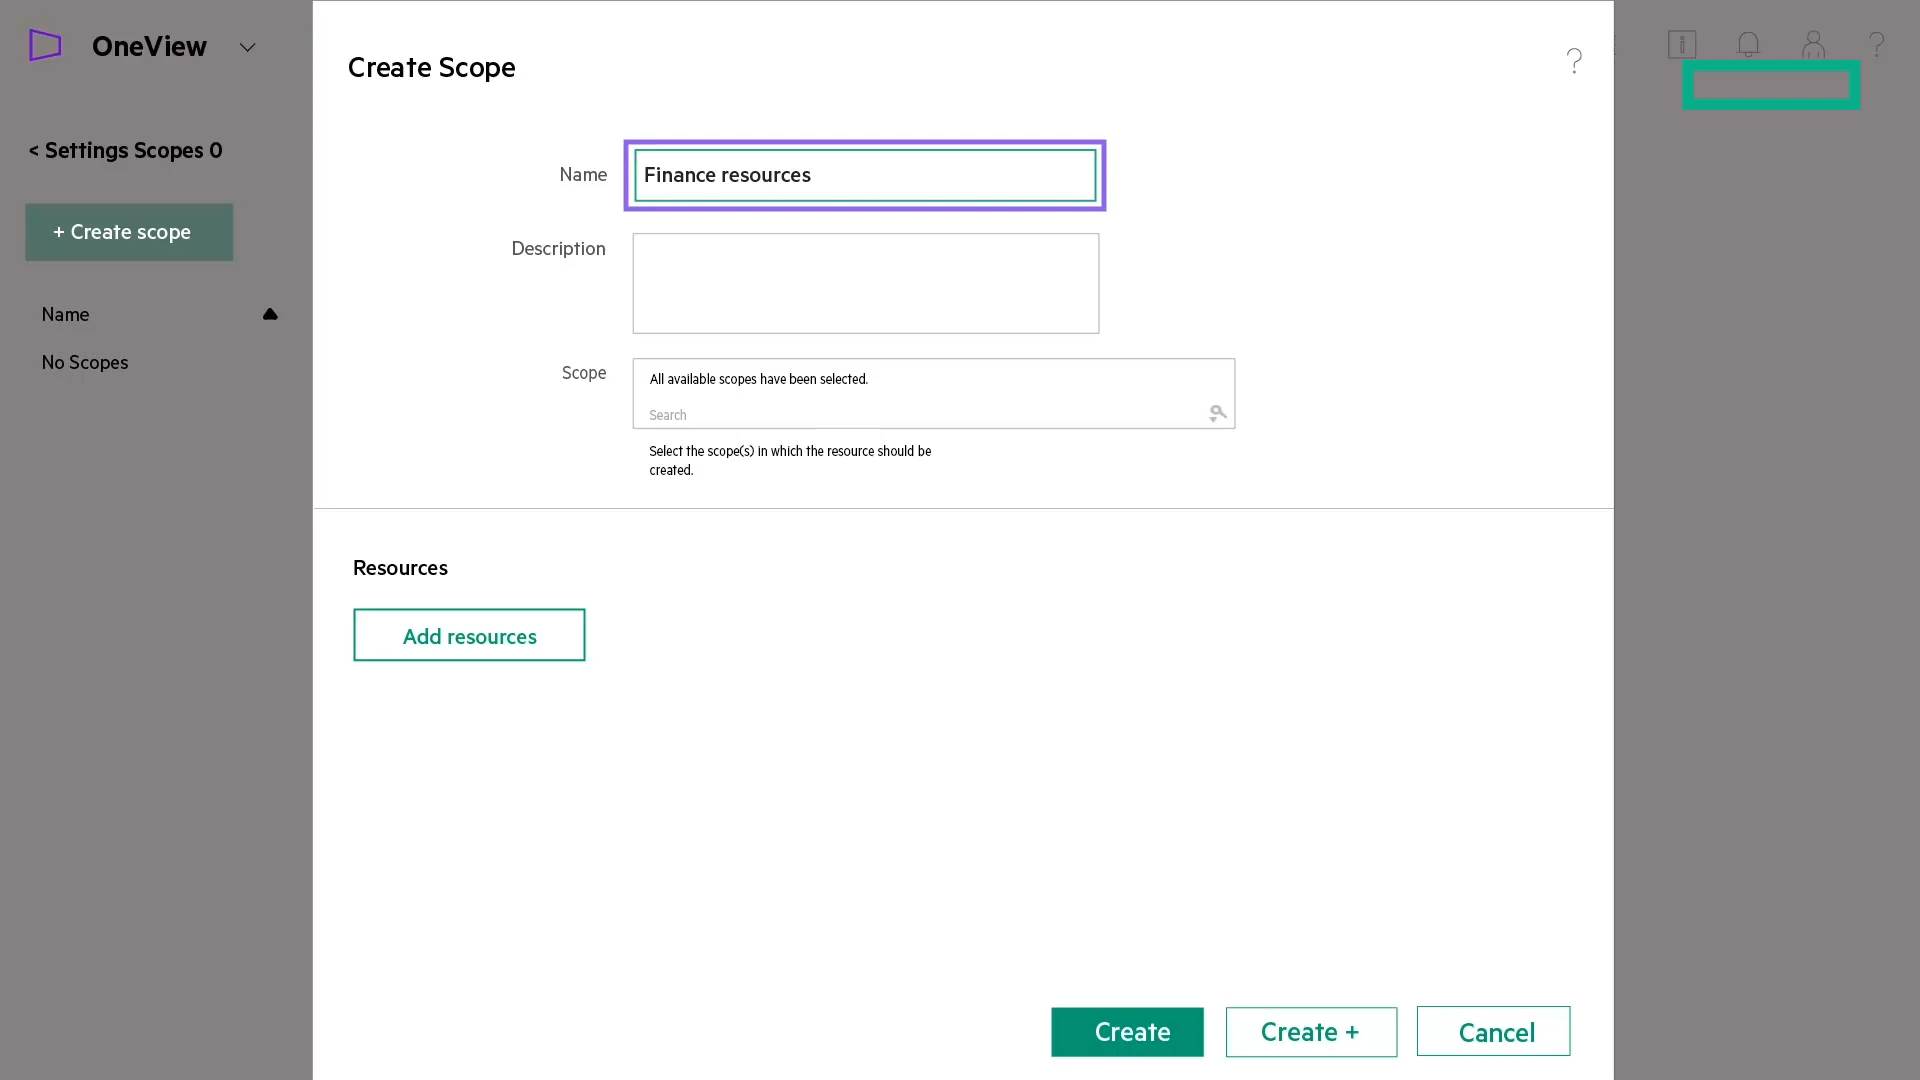 OneView
Create Scope
?
?
< Settings Scopes 0
Name
Finance resources
+ Create scope
Description
Name
No Scopes
Scope
All available scopes have been selected.
Search
Select the scope(s) in which the resource should be
created.
Resources
Add resources
Create
Create +
Cancel